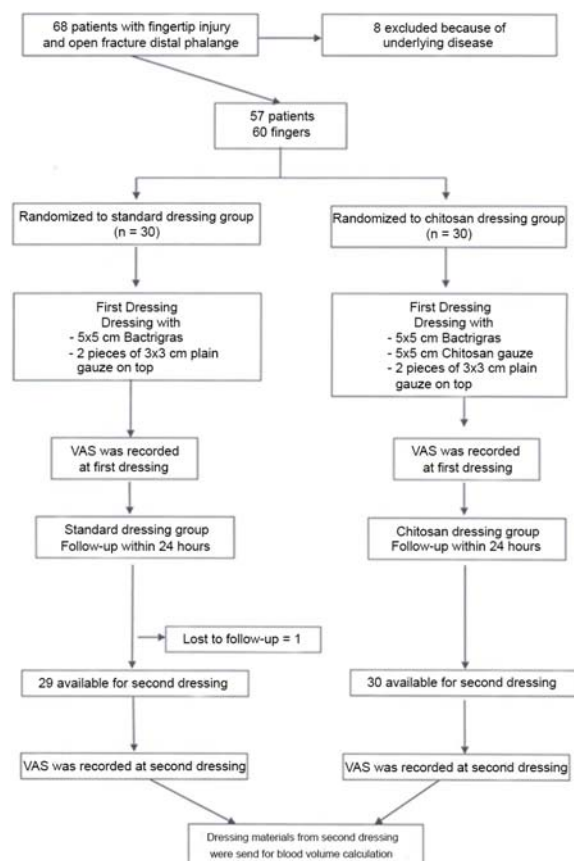 68 patients with fingertip injury
and open fracture distal phalange
8 excluded because of
underlying disease
57 patients
60 fingers
Randomized to standard dressing group
(n = 30)
Randomized to chitosan dressing group
(n = 30)
First Dressing
Dressing with
- 5x5 cm Bactrigras
- 2 pieces of 3x3 cm plain
gauze on top
First Dressing
Dressing with
- 5x5 cm Bactrigras
- 5x5 cm Chitosan gauze
- 2 pieces of 3x3 cm plain
gauze on top
VAS was recorded
at first dressing
VAS was recorded
at first dressing
Standard dressing group
Follow-up within 24 hours
Chitosan dressing group
Follow-up within 24 hours
Lost to follow-up = 1
29 available for second dressing
30 available for second dressing
VAS was recorded at second dressing
VAS was recorded at second dressing
Dressing materials from second dressing
were send for blood volume calculation